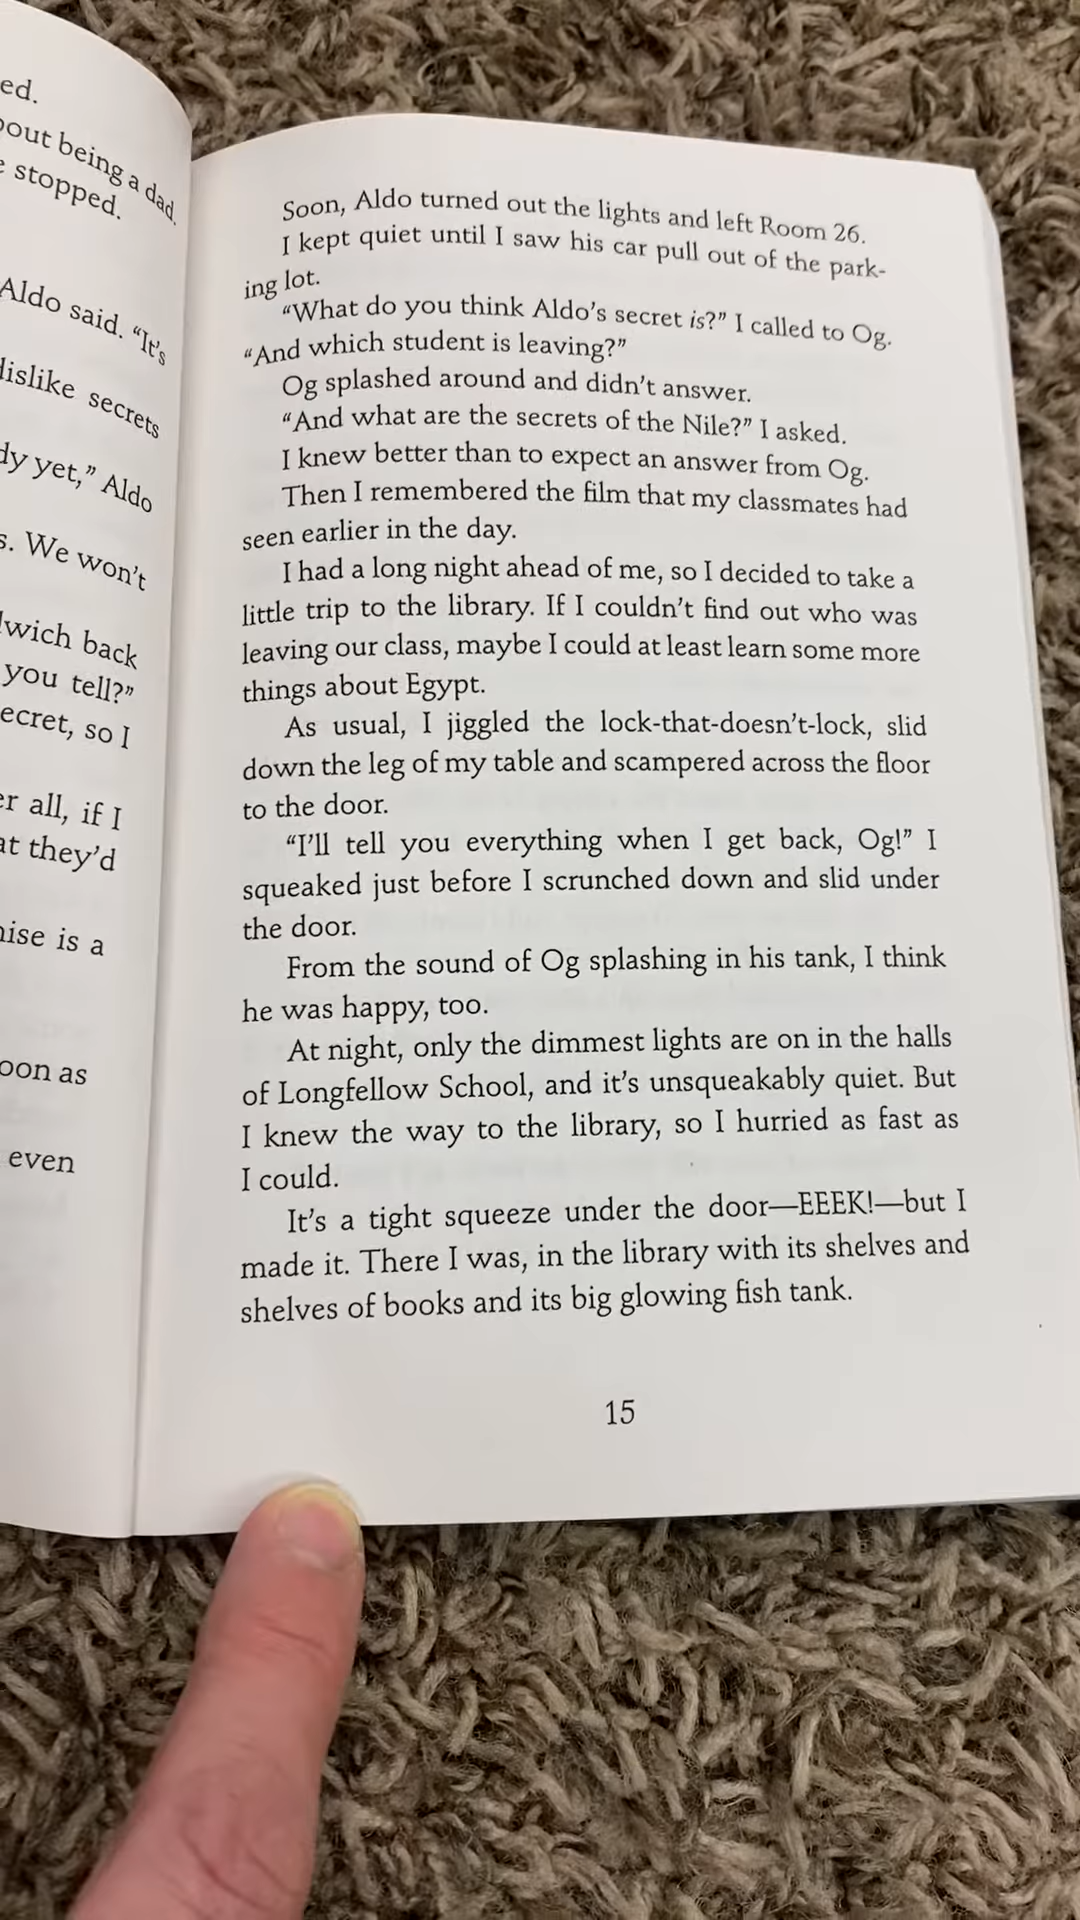 ed.
out being a dad.
stopped.
Aldo said. “It’s
dislike secrets
dy yet,” Aldo
s. We won’t
wich back
you tell?”
ecret, so I
er all, if I
at they’d
ise is a
oon as
even
Soon, Aldo turned out the lights and left Room 26.
I kept quiet until I saw his car pull out of the park-
ing lot.
“What do you think Aldo’s secret is?” I called to Og.
“And which student is leaving?”
Og splashed around and didn’t answer.
“And what are the secrets of the Nile?” I asked.
I knew better than to expect an answer from Og.
Then I remembered the film that my classmates had
seen earlier in the day.
I had a long night ahead of me, so I decided to take a
little trip to the library. If I couldn’t find out who was
leaving our class, maybe I could at least learn some more
things about Egypt.
As usual, I jiggled the lock-that-doesn’t-lock, slid
down the leg of my table and scampered across the floor
to the door.
“I’ll tell you everything when I get back, Og!” I
squeaked just before I scrunched down and slid under
the door.
From the sound of Og splashing in his tank, I think
he was happy, too.
At night, only the dimmest lights are on in the halls
of Longfellow School, and it’s unsqueakably quiet. But
I knew the way to the library, so I hurried as fast as
I could.
It’s a tight squeeze under the door—EEEK!—but I
made it. There I was, in the library with its shelves and
shelves of books and its big glowing fish tank.
15